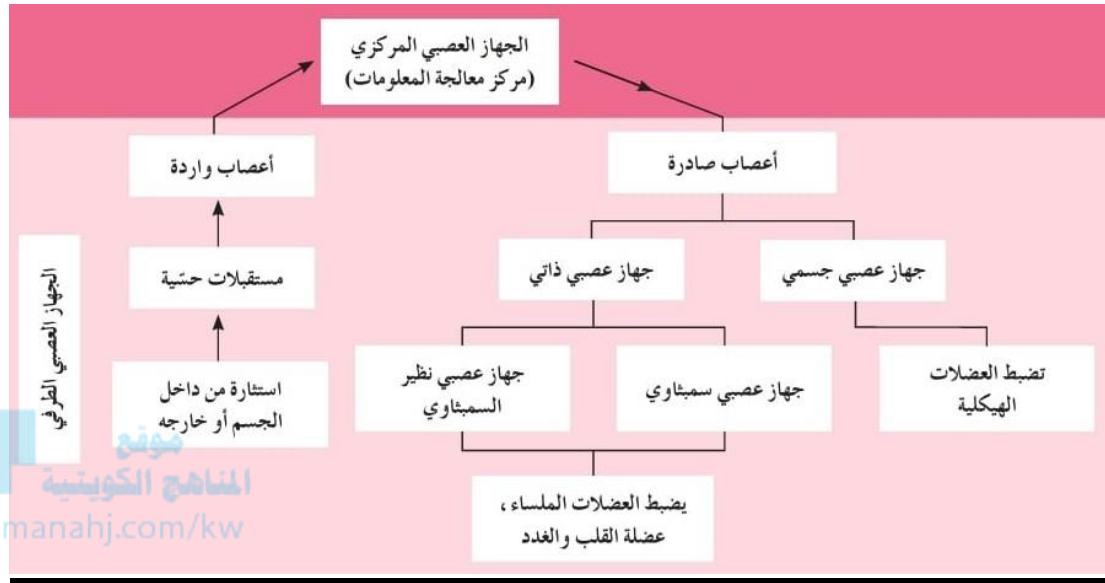 الجهاز العصبي المركزي
(مركز معالجة المعلومات)
أعصاب صادرة
أعصاب واردة
جهاز عصبي جسمي
جهاز عصبي ذاتي
مستقبلات حسّية
الجهاز العصبي الطرفي
تضبط العضلات
الهيكلية
جهاز عصبي سمبثاوي
جهاز عصبي نظير
السمبثاوي
استثارة من داخل
الجسم أو خارجه
يضبط العضلات الملساء،
عضلة القلب والغدد
موقع
المناهج الكويتية
manahj.com/kw